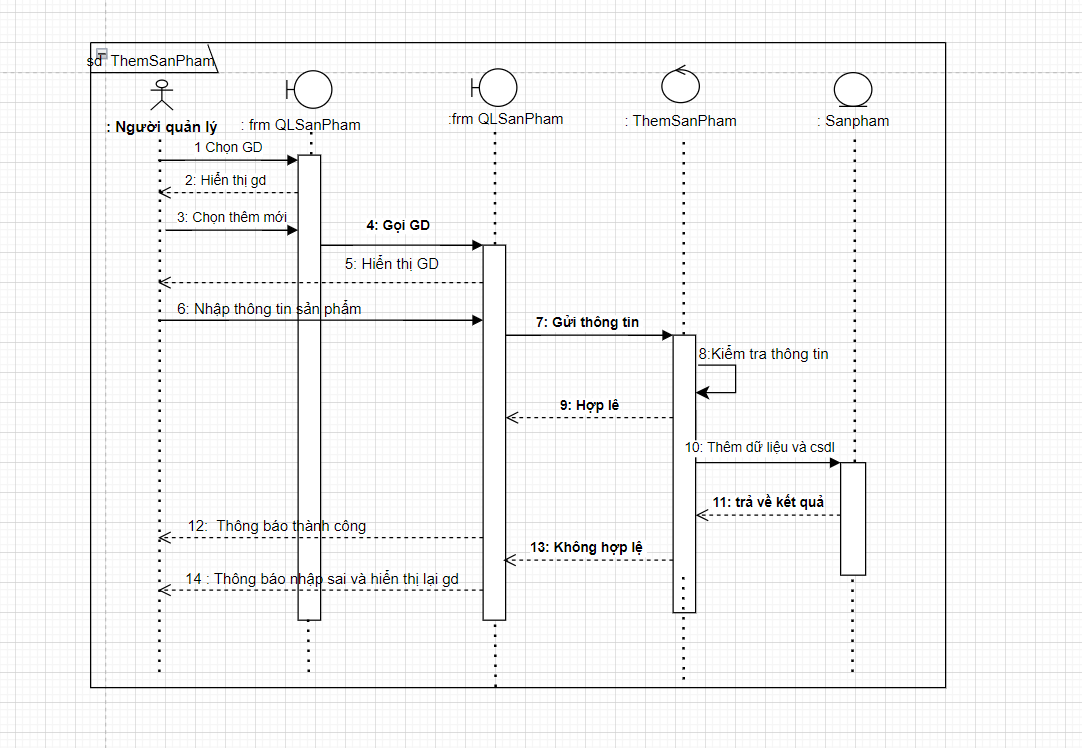 sd ThemSanPham
: Người quản lý
: frm QLSanPham
:frm QLSanPham
: ThemSanPham
: Sanpham
1 Chọn GD
2: Hiển thị gd
3: Chọn thêm mới
4: Gọi GD
5: Hiển thị GD
6: Nhập thông tin sản phẩm
7: Gửi thông tin
8:Kiểm tra thông tin
9: Hợp lê
10: Thêm dữ liệu và csdl
11: trả về kết quả
12: Thông báo thành công
13: Không hợp lệ
14 : Thông báo nhập sai và hiển thị lại gd